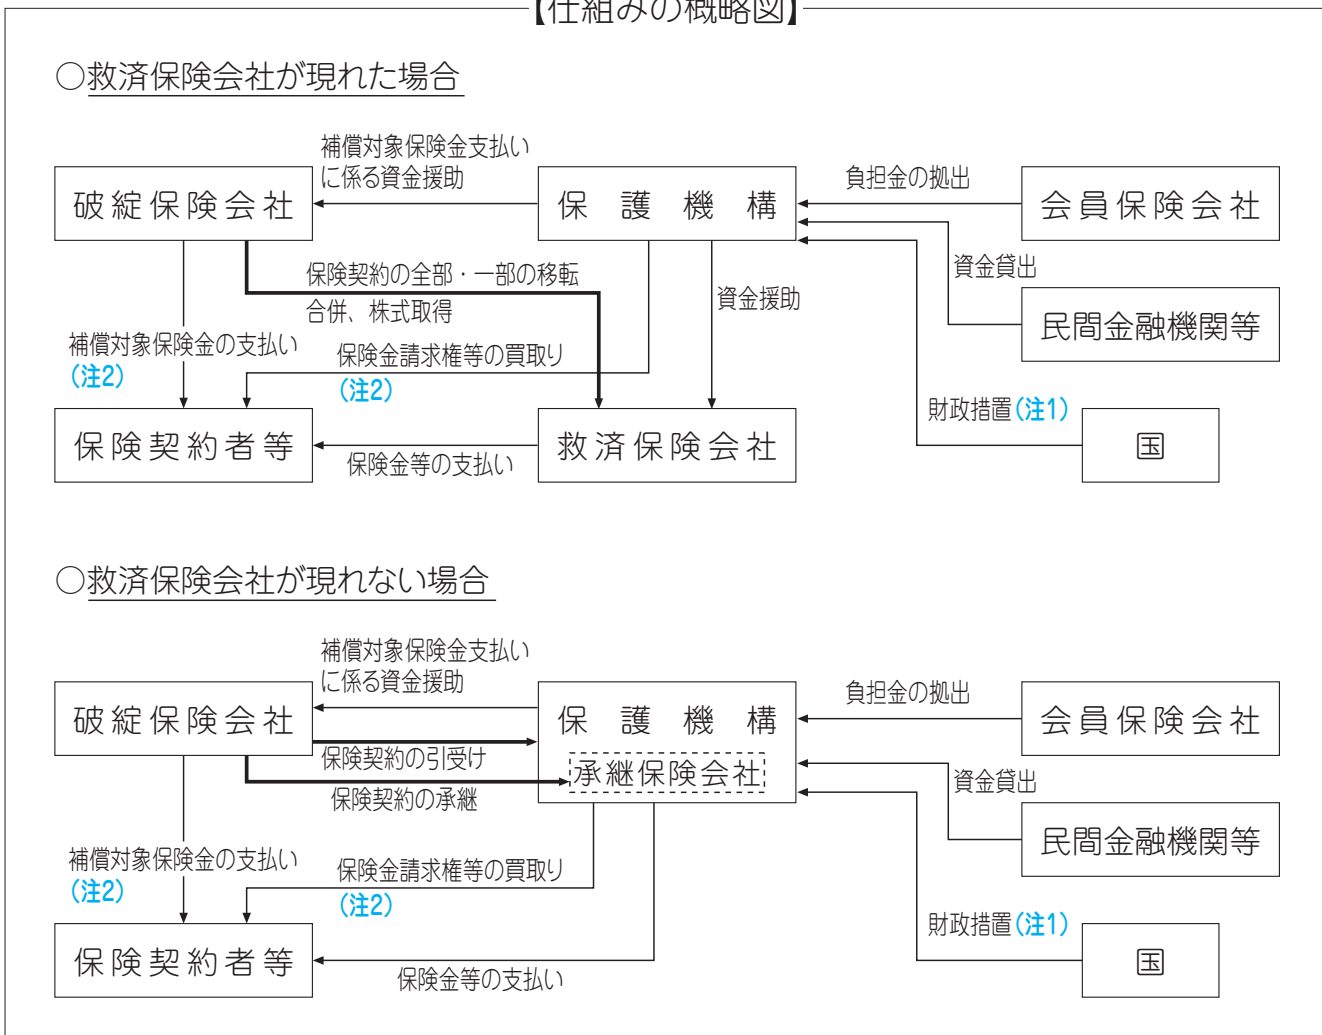 【仕組みの概略図】
○救済保険会社が現れた場合
補償対象保険金支払い
に係る資金援助
負担金の拠出
破綻保険会社
保護機構
会員保険会社
保険契約の全部・一部の移転
合併、株式取得
資金援助
資金貸出
民間金融機関等
補償対象保険金の支払い
(注2)
保険金請求権等の買取り
(注2)
財政措置(注1)
保険契約者等
保険金等の支払い
救済保険会社
国
○救済保険会社が現れない場合
補償対象保険金支払い
に係る資金援助
負担金の拠出
破綻保険会社
保護機構
会員保険会社
保険契約の引受け
承継保険会社
保険契約の承継
資金貸出
民間金融機関等
補償対象保険金の支払い
(注2)
保険金請求権等の買取り
(注2)
財政措置(注1)
保険契約者等
保険金等の支払い
国